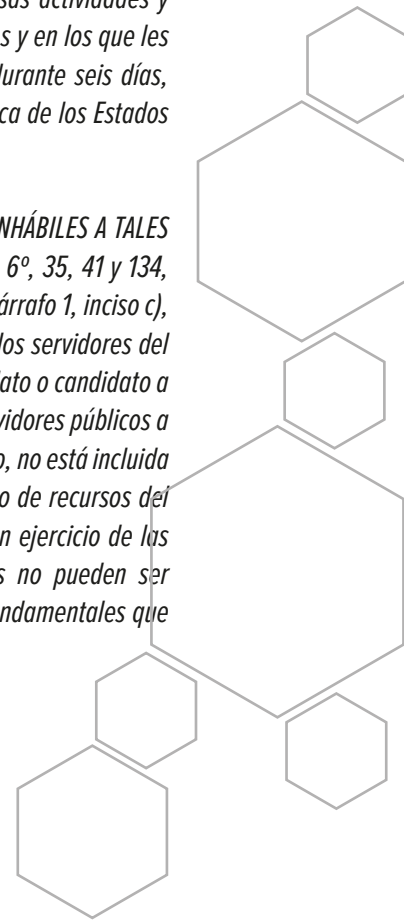 sus actividades y
s y en los que les
durante seis días,
ca de los Estados
NHÁBILES A TALES
6º, 35, 41 y 134,
árrafo 1, inciso c),
los servidores del
ato o candidato a
vidores públicos a
o, no está incluida
o de recursos del
n ejercicio de las
s no pueden ser
ndamentales que